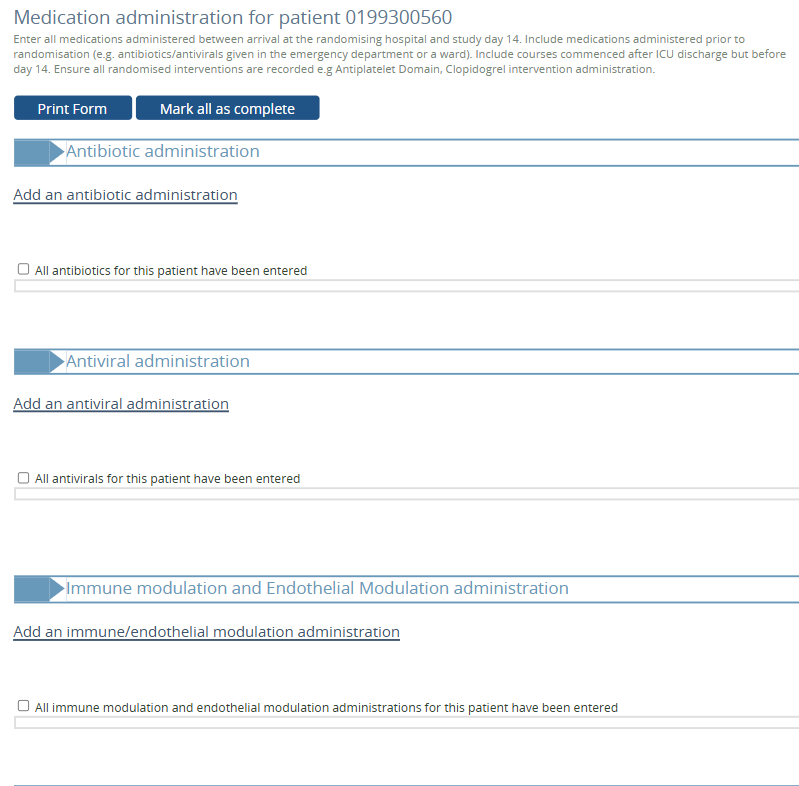 Medication administration for patient 0199300560
Enter all medications administered between arrival at the randomising hospital and study day 14. Include medications administered prior to
randomisation (e.g. antibiotics/antivirals given in the emergency department or a ward). Include courses commenced after ICU discharge but before
day 14. Ensure all randomised interventions are recorded e.g Antiplatelet Domain, Clopidogrel intervention administration.
Print Form Mark all as complete
Antibiotic administration
Add an antibiotic administration
All antibiotics for this patient have been entered
Antiviral administration
Add an antiviral administration
All antivirals for this patient have been entered
Immune modulation and Endothelial Modulation administration
Add an immune/endothelial modulation administration
All immune modulation and endothelial modulation administrations for this patient have been entered